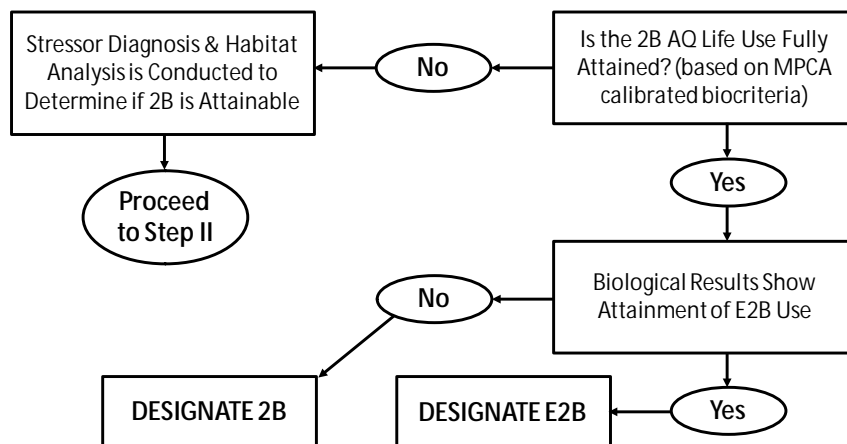 Stressor Diagnosis & Habitat
Analysis is Conducted to
Determine if 2B is Attainable
No
Is the 2B AQ Life Use Fully
Attained? (based on MPCA
calibrated biocriteria)
Proceed
to Step II
Yes
Biological Results Show
Attainment of E2B Use
No
DESIGNATE 2B
DESIGNATE E2B
Yes